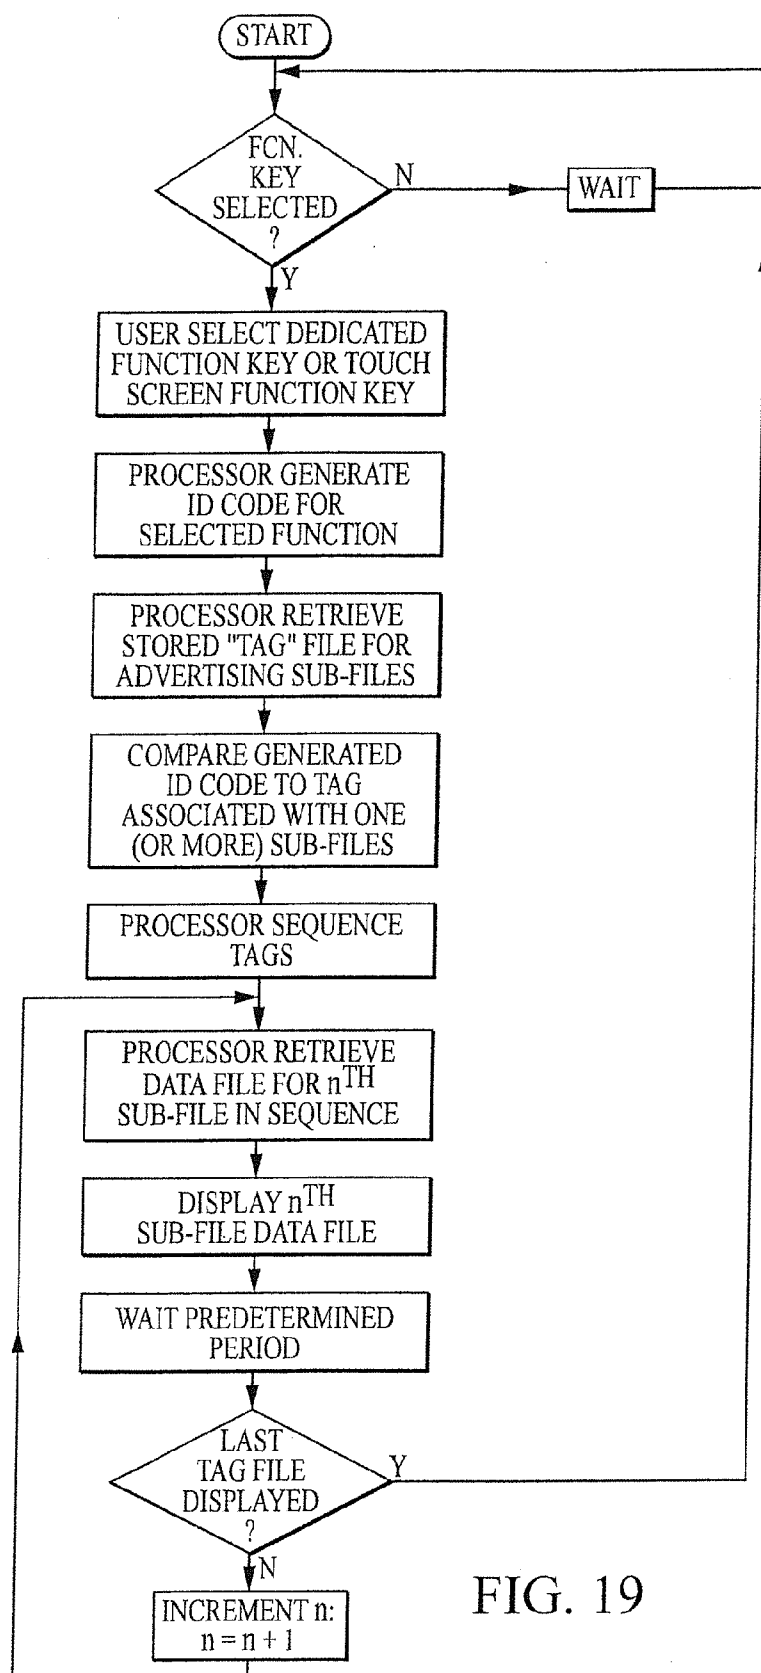 START
FCN.
KEY
SELECTED
?
N
WAIT
Y
USER SELECT DEDICATED
FUNCTION KEY OR TOUCH
SCREEN FUNCTION KEY
PROCESSOR GENERATE
ID CODE FOR
SELECTED FUNCTION
PROCESSOR RETRIEVE
STORED "TAG" FILE FOR
ADVERTISING SUB-FILES
COMPARE GENERATED
ID CODE TO TAG
ASSOCIATED WITH ONE
(OR MORE) SUB-FILES
PROCESSOR SEQUENCE
TAGS
PROCESSOR RETRIEVE
DATA FILE FOR nTH
SUB-FILE IN SEQUENCE
DISPLAY nTH
SUB-FILE DATA FILE
WAIT PREDETERMINED
PERIOD
LAST
TAG FILE
DISPLAYED
?
Y
N
INCREMENT n:
n = n + 1
FIG. 19